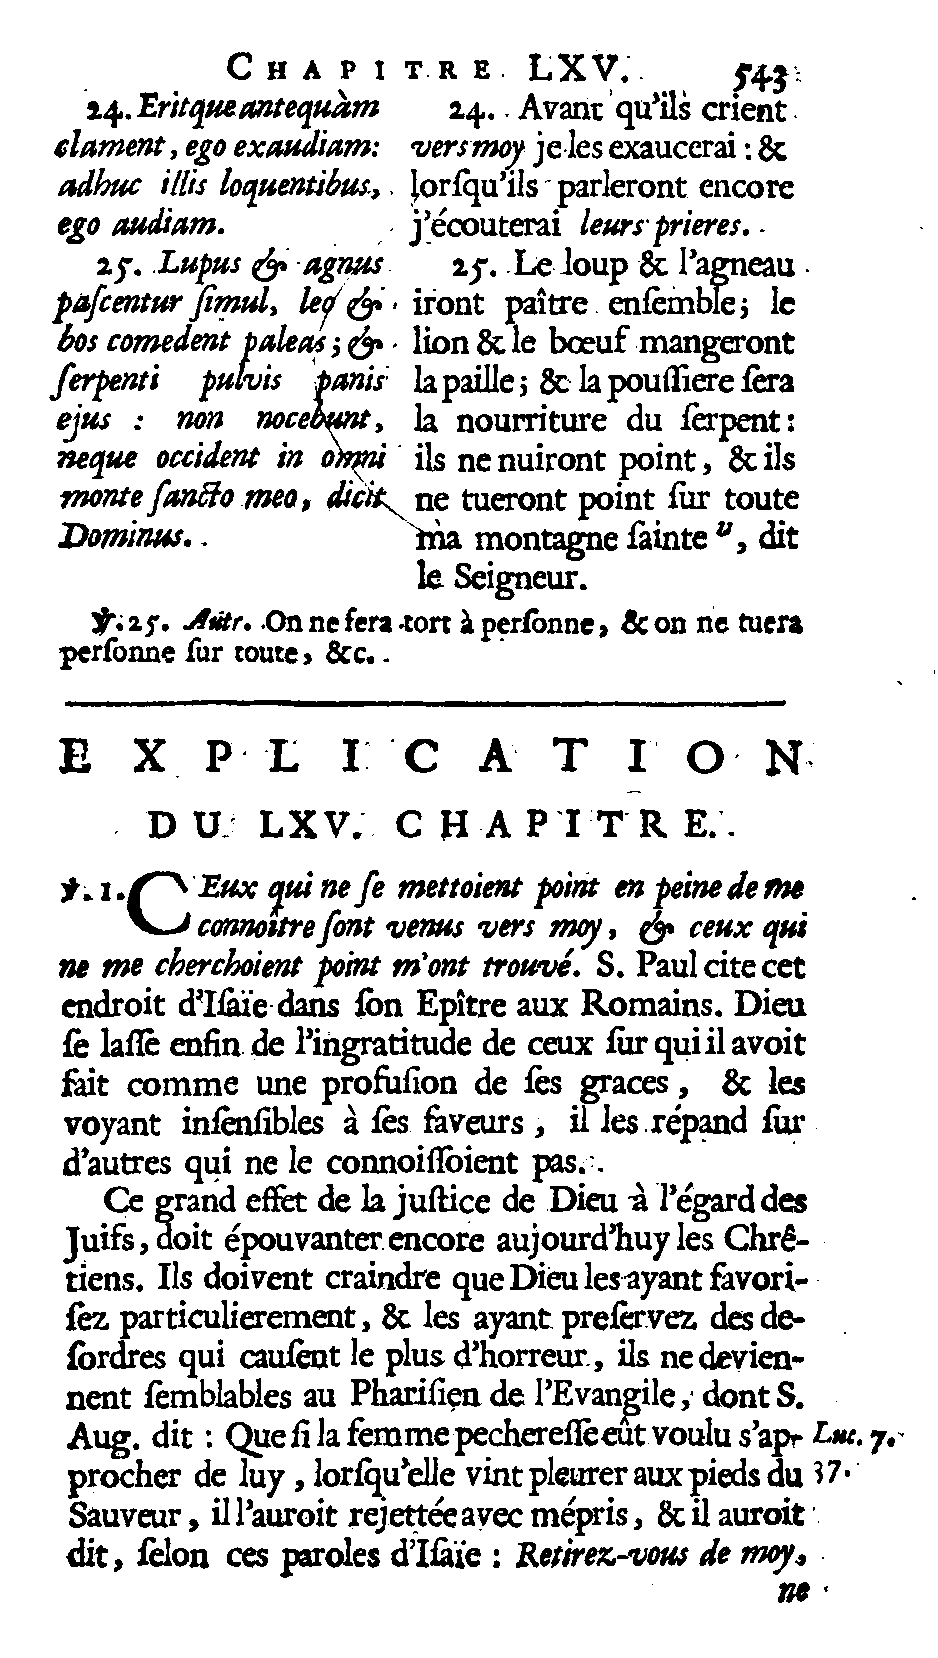 CHAPITRE LXV. 543
24. Eritque antequàm
clament, ego exaudiam:
adhuc illis loquentibus,
ego audiam.
25. Lupus & agnus
paſcentur ſimul, leo &
bos comedent paleas; &
ſerpenti pulvis panis
ejus : non nocebunt,
neque occident in omni
monte ſancto meo, dicit
Dominus.
24. Avant qu'ils crient
vers moy je les exaucerai : &
lorſqu'ils parleront encore
j'écouterai leurs prieres.
25. Le loup & l'agneau
iront paître enſemble; le
lion & le bœuf mangeront
la paille; & la pouſſiere ſera
la nourriture du ſerpent:
ils ne nuiront point, & ils
ne tueront point ſur toute
ma montagne ſainte ᵛ, dit
le Seigneur.
℣. 25. Autr. On ne fera tort à perſonne, & on ne tuera
perſonne ſur toute, &c.
EXPLICATION
DU LXV. CHAPITRE.
℣. 1. CEux qui ne ſe mettoient point en peine de me
connoître ſont venus vers moy, & ceux qui
ne me cherchoient point m'ont trouvé. S. Paul cite cet
endroit d'Iſaïe dans ſon Epître aux Romains. Dieu
ſe laſſe enfin de l'ingratitude de ceux ſur qui il avoit
fait comme une profuſion de ſes graces, & les
voyant inſenſibles à ſes faveurs, il les répand ſur
d'autres qui ne le connoiſſoient pas.
Ce grand effet de la juſtice de Dieu à l'égard des
Juifs, doit épouvanter encore aujourd'huy les Chrê-
tiens. Ils doivent craindre que Dieu les ayant favori-
ſez particulierement, & les ayant preſervez des de-
ſordres qui cauſent le plus d'horreur, ils ne devien-
nent ſemblables au Phariſien de l'Evangile, dont S.
Aug. dit : Que ſi la femme pechereſſe eût voulu s'ap- Luc. 7.
procher de luy, lorſqu'elle vint pleurer aux pieds du 37.
Sauveur, il l'auroit rejettée avec mépris, & il auroit
dit, ſelon ces paroles d'Iſaïe : Retirez-vous de moy,
ne